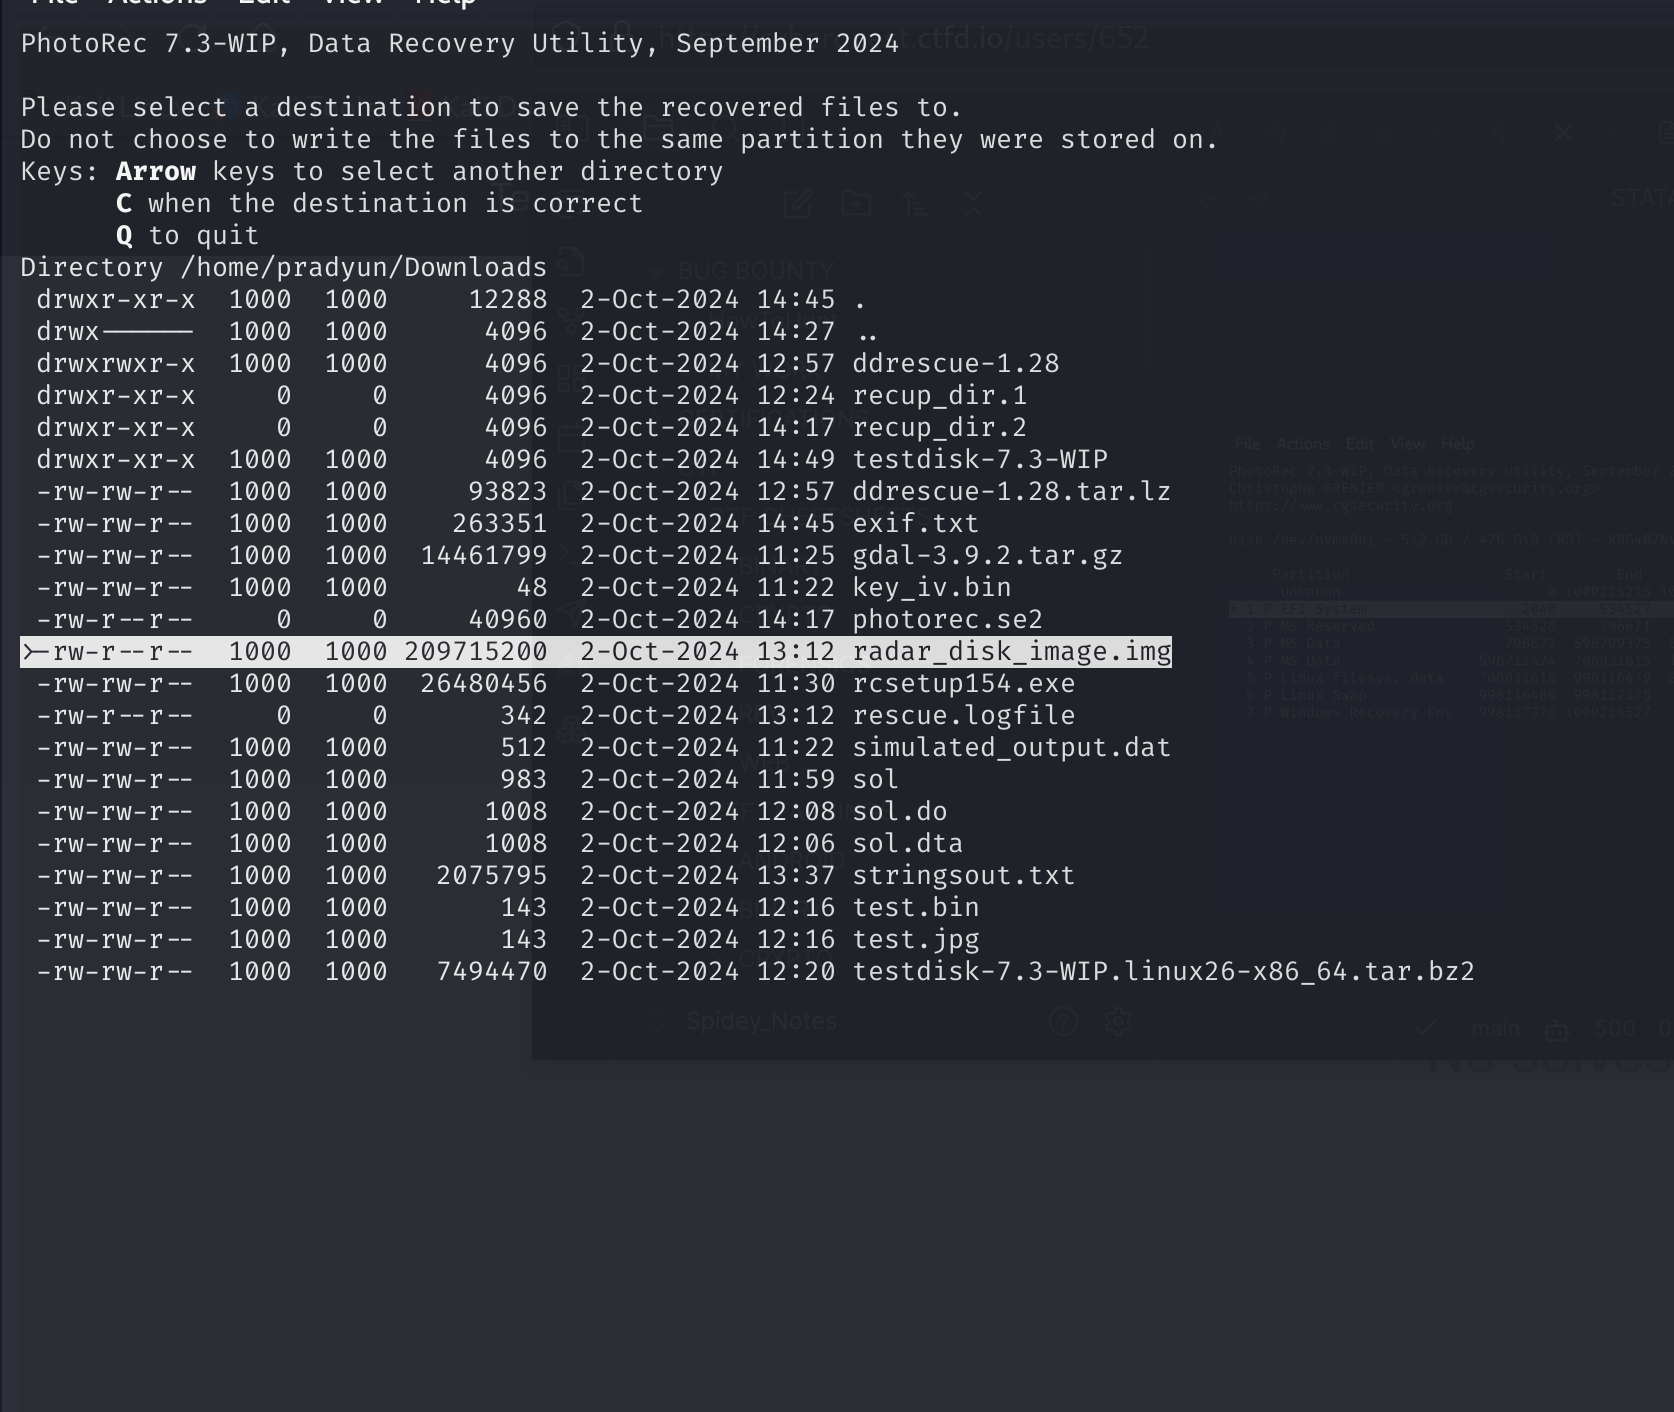 File Actions Edit View Help
PhotoRec 7.3-WIP, Data Recovery Utility, September 2024
.ctfd.io/users/652
Please select a destination to save the recovered files to.
Do not choose to write the files to the same partition they were stored on.
Keys: Arrow keys to select another directory
C when the destination is correct
Q to quit
Directory /home/pradyun/Downloads
drwxr-xr-x 1000 1000 12288 2-Oct-2024 14:45 .
drwx------ 1000 1000 4096 2-Oct-2024 14:27 ..
drwxrwxr-x 1000 1000 4096 2-Oct-2024 12:57 ddrescue-1.28
drwxr-xr-x 0 0 4096 2-Oct-2024 12:24 recup_dir.1
drwxr-xr-x 0 0 4096 2-Oct-2024 14:17 recup_dir.2
drwxr-xr-x 1000 1000 4096 2-Oct-2024 14:49 testdisk-7.3-WIP
-rw-rw-r-- 1000 1000 93823 2-Oct-2024 12:57 ddrescue-1.28.tar.lz
-rw-rw-r-- 1000 1000 263351 2-Oct-2024 14:45 exif.txt
-rw-rw-r-- 1000 1000 14461799 2-Oct-2024 11:25 gdal-3.9.2.tar.gz
-rw-rw-r-- 1000 1000 48 2-Oct-2024 11:22 key_iv.bin
-rw-r--r-- 0 0 40960 2-Oct-2024 14:17 photorec.se2
>-rw-r--r-- 1000 1000 209715200 2-Oct-2024 13:12 radar_disk_image.img
-rw-rw-r-- 1000 1000 26480456 2-Oct-2024 11:30 rcsetup154.exe
-rw-r--r-- 0 0 342 2-Oct-2024 13:12 rescue.logfile
-rw-rw-r-- 1000 1000 512 2-Oct-2024 11:22 simulated_output.dat
-rw-rw-r-- 1000 1000 983 2-Oct-2024 11:59 sol
-rw-rw-r-- 1000 1000 1008 2-Oct-2024 12:08 sol.do
-rw-rw-r-- 1000 1000 1008 2-Oct-2024 12:06 sol.dta
-rw-rw-r-- 1000 1000 2075795 2-Oct-2024 13:37 stringsout.txt
-rw-rw-r-- 1000 1000 143 2-Oct-2024 12:16 test.bin
-rw-rw-r-- 1000 1000 143 2-Oct-2024 12:16 test.jpg
-rw-rw-r-- 1000 1000 7494470 2-Oct-2024 12:20 testdisk-7.3-WIP.linux26-x86_64.tar.bz2
BUG BOUNTY
File Actions Edit View Help
Spidey_Notes
main 500